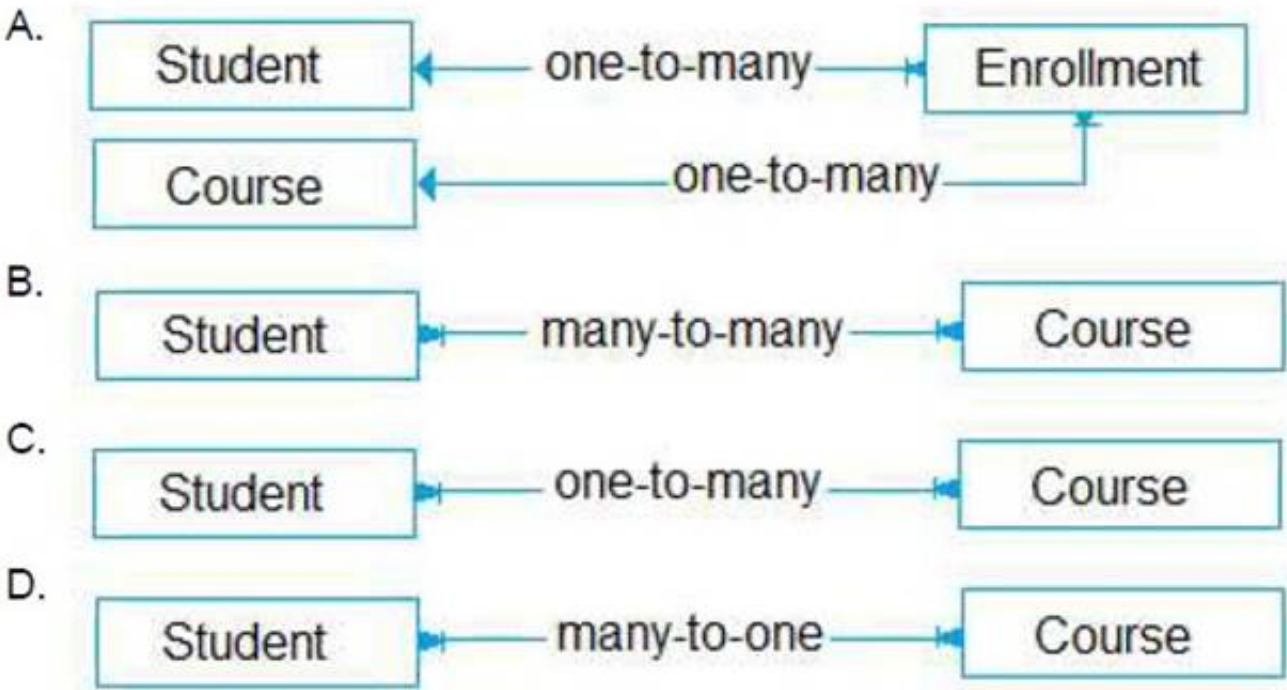 A.
Student one-to-many Enrollment
Course one-to-many
B.
Student many-to-many Course
C.
Student one-to-many Course
D.
Student many-to-one Course